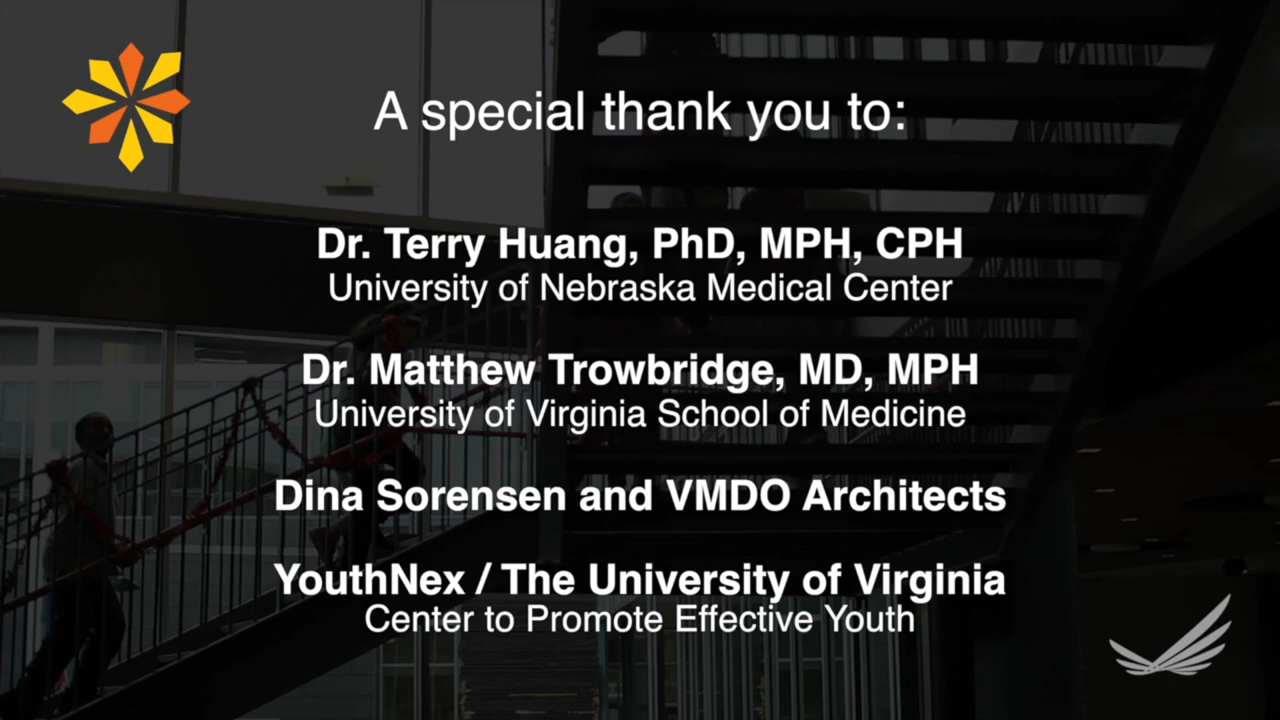 A special thank you to:
Dr. Terry Huang, PhD, MPH, CPH
University of Nebraska Medical Center
Dr. Matthew Trowbridge, MD, MPH
University of Virginia School of Medicine
Dina Sorensen and VMDO Architects
YouthNex / The University of Virginia
Center to Promote Effective Youth